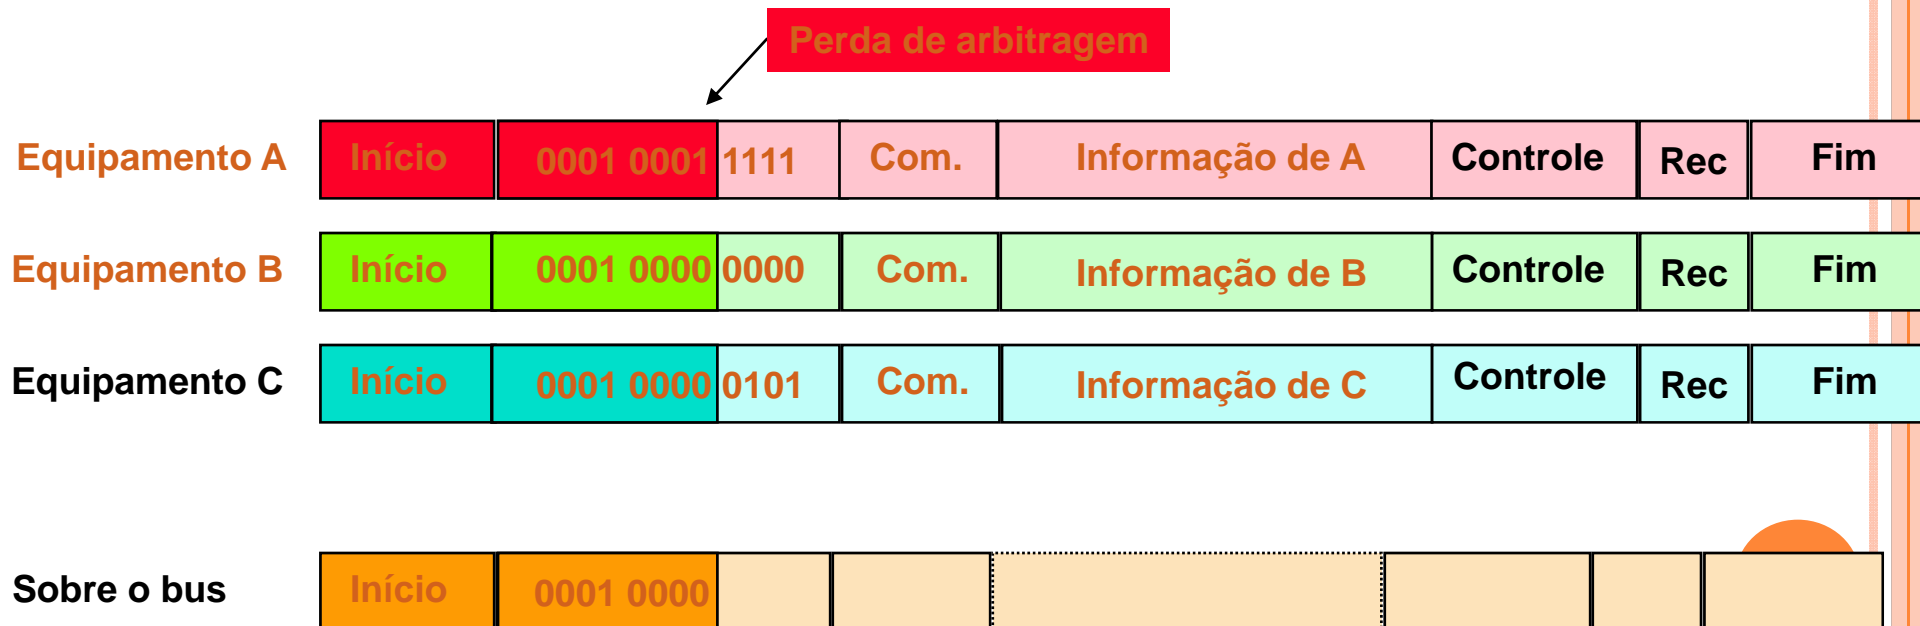 Perda de arbitragem
Equipamento A Início 0001 0001 1111 Com. Informação de A Controle Rec Fim
Equipamento B Início 0001 0000 0000 Com. Informação de B Controle Rec Fim
Equipamento C Início 0001 0000 0101 Com. Informação de C Controle Rec Fim
Sobre o bus Início 0001 0000